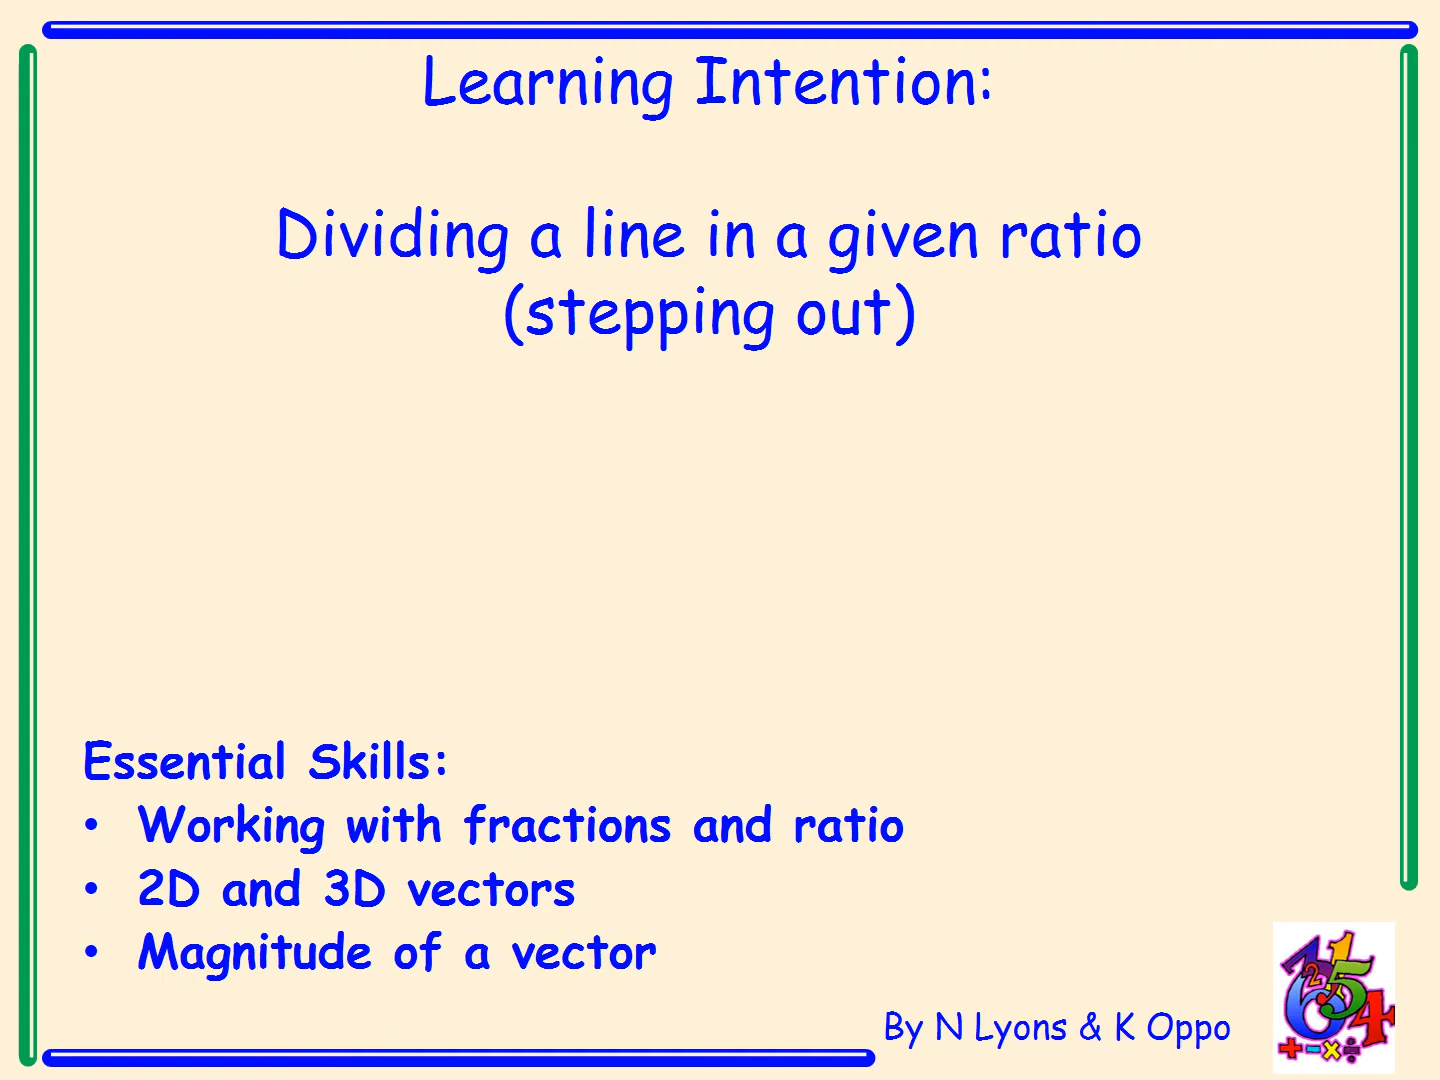 Learning Intention:
Dividing a line in a given ratio
(stepping out)
Essential Skills:
• Working with fractions and ratio
• 2D and 3D vectors
• Magnitude of a vector
By N Lyons & K Oppo